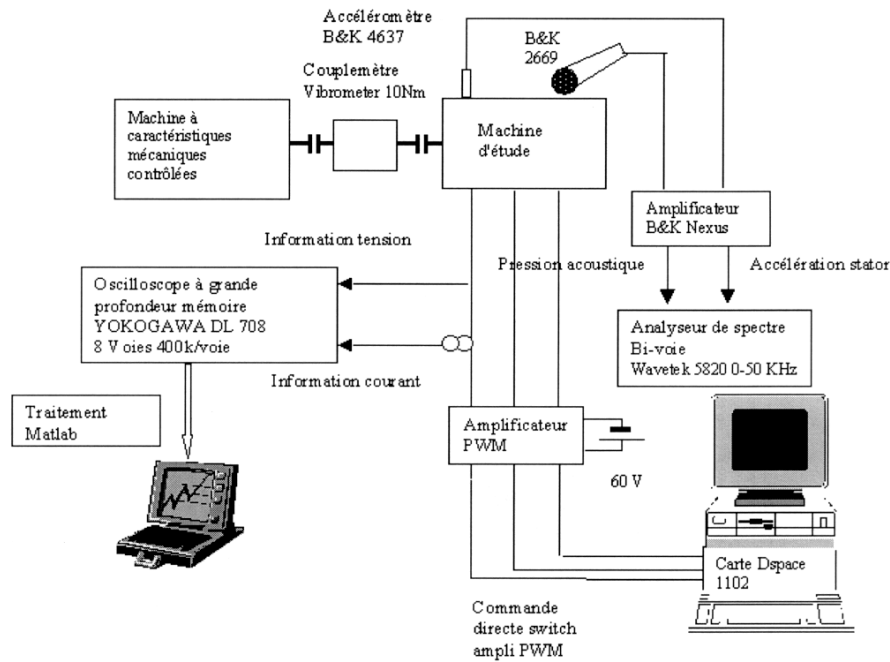 Accéléromètre
B&K 4637
B&K
2669
Couplemètre
Vibrometer 10Nm
Machine à
caractéristiques
mécaniques
contrôlées
Machine
d'étude
Amplificateur
B&K Nexus
Information tension
Pression acoustique
Accélération stator
Oscilloscope à grande
profondeur mémoire
YOKOGAWA DL 708
8 Voies 400k/voie
Analyseur de spectre
Bi-voie
Wavetek 5820 0-50 KHz
Information courant
Traitement
Matlab
Amplificateur
PWM
60 V
Carte Dspace
1102
Commande
directe switch
ampli PWM